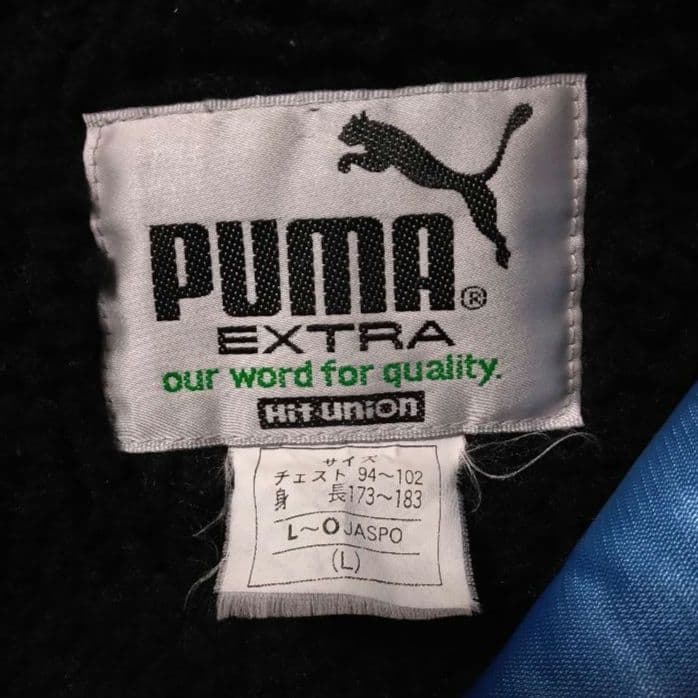 PUMA®
EXTRA
our word for quality.
Hit union
サイズ
チェスト 94～102
身 長173～183
L～O JASPO
(L)